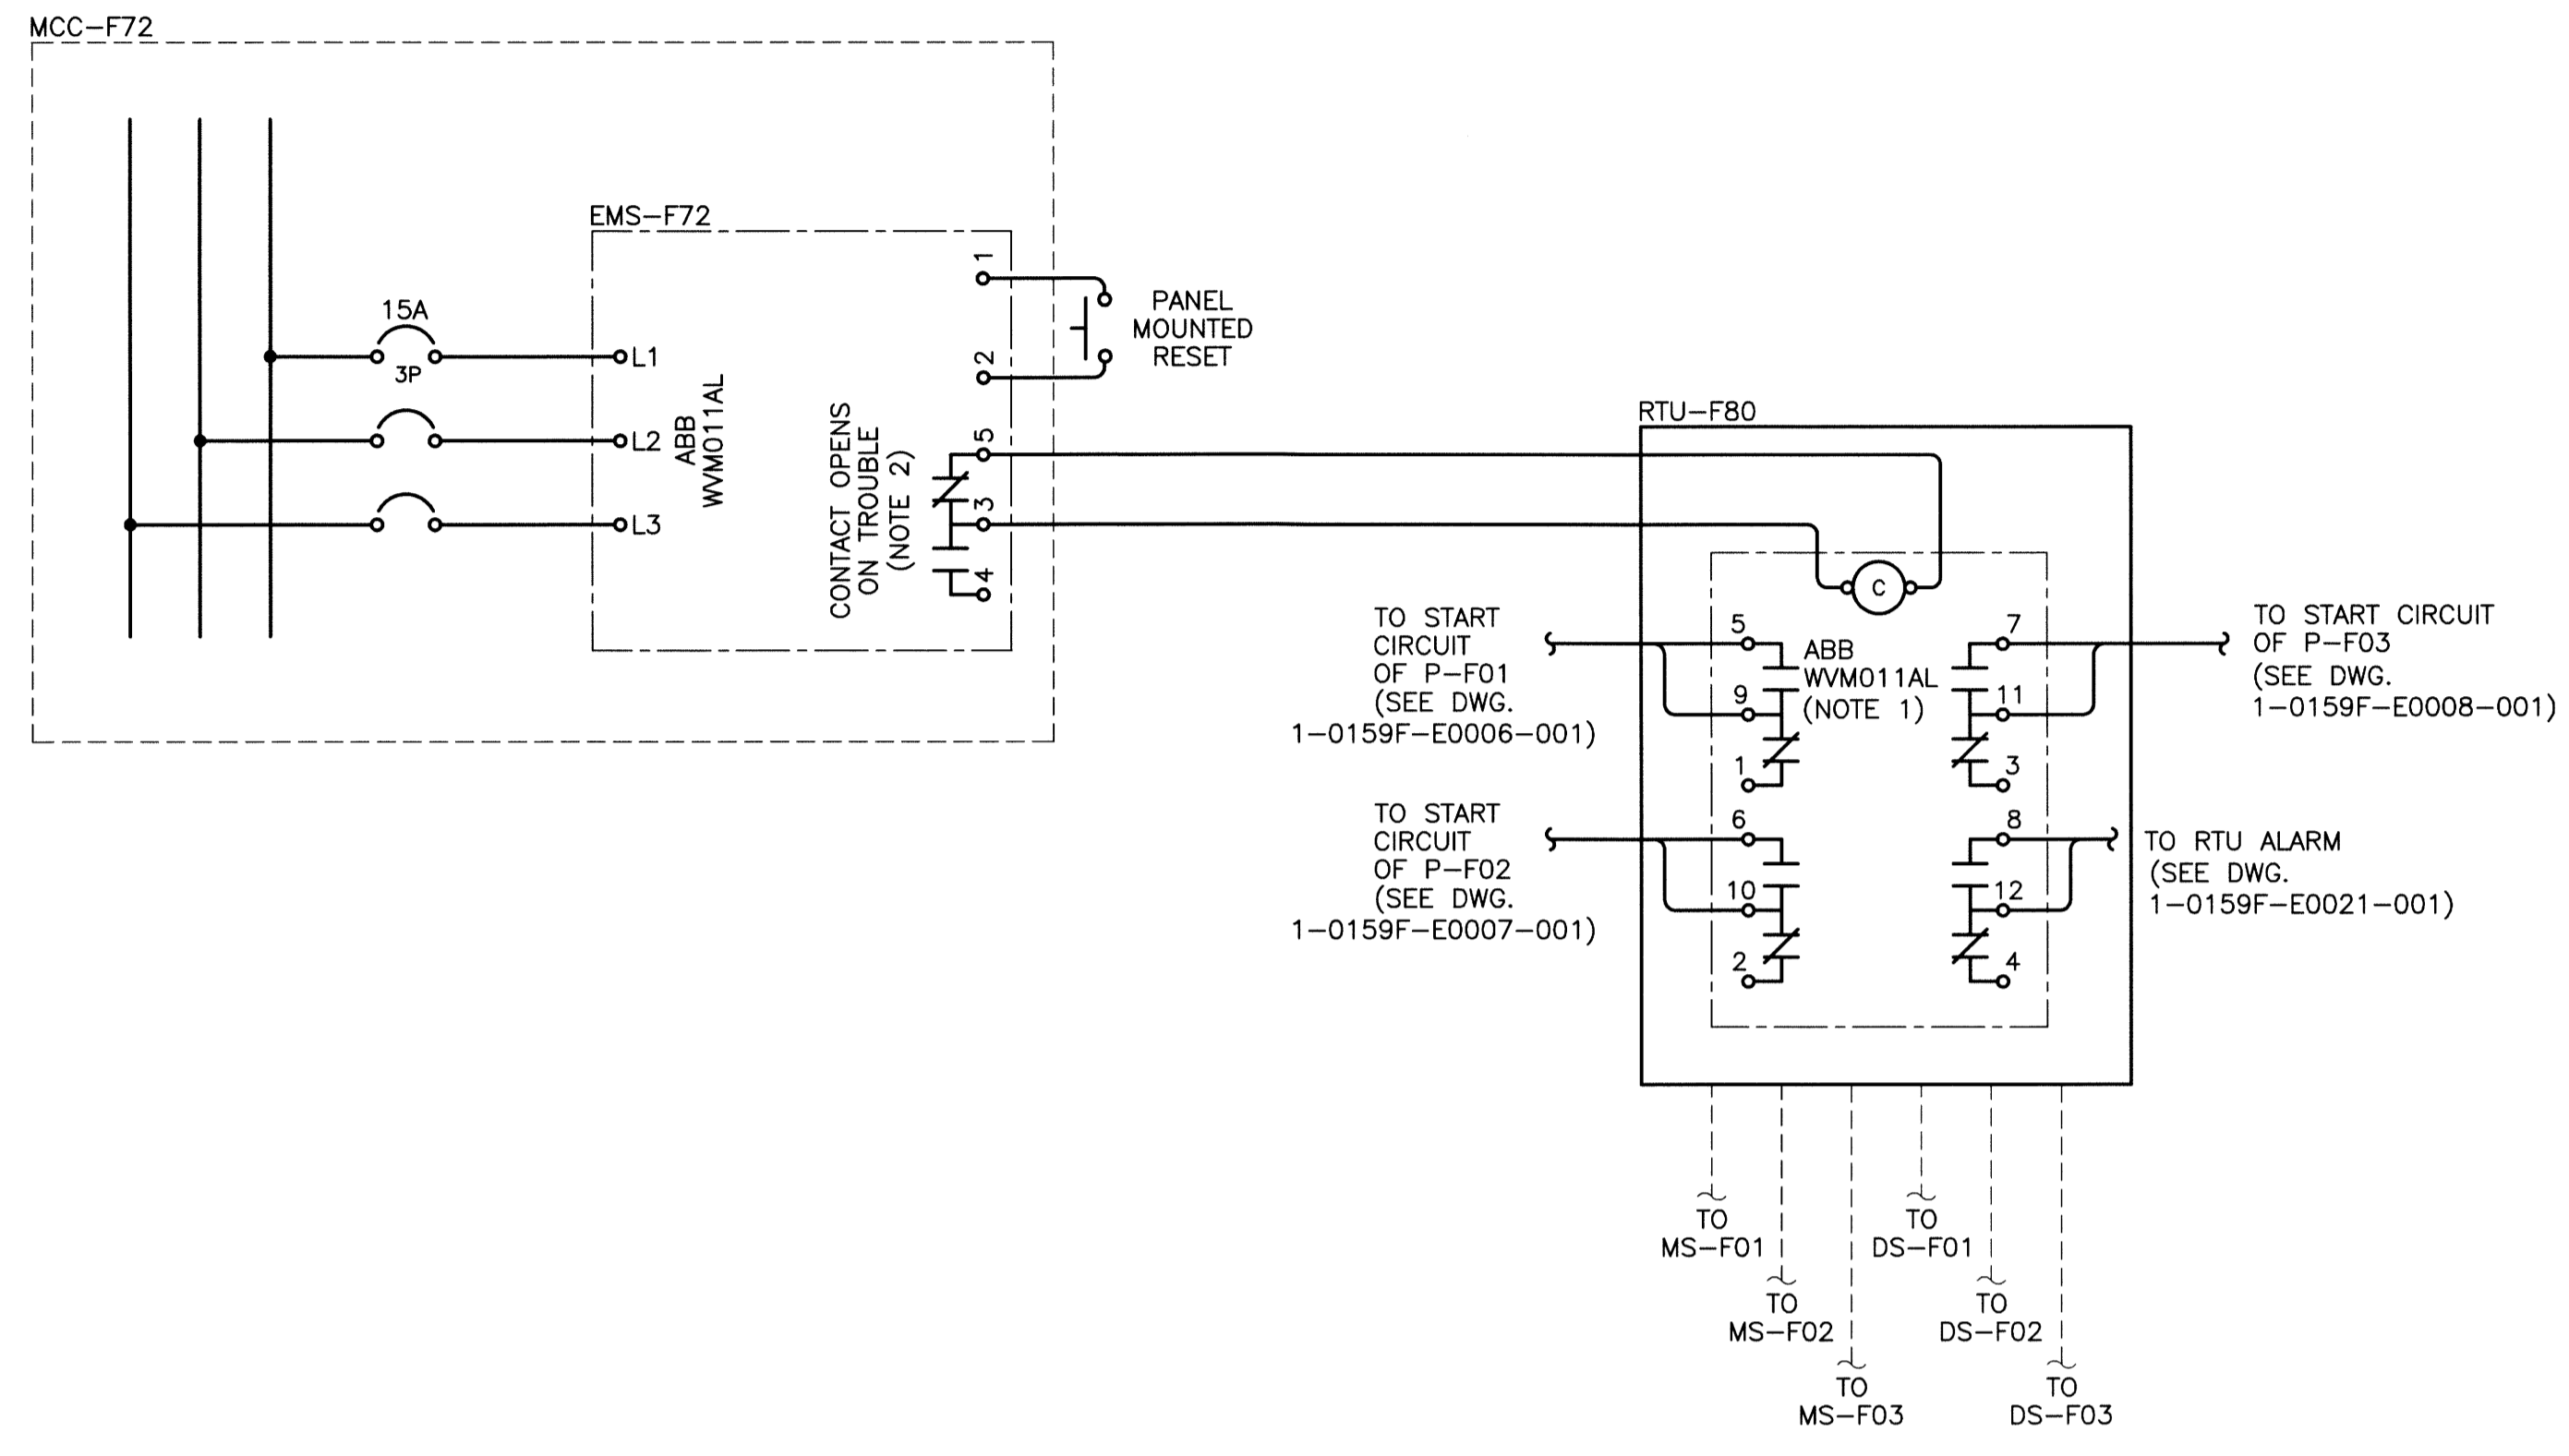 MCC-F72
EMS-F72
15A
3P
L1
L2
L3
ABB
WVM011AL
CONTACT OPENS
ON TROUBLE
(NOTE 2)
1
2
5
3
4
PANEL
MOUNTED
RESET
RTU-F80
C
TO START
CIRCUIT
OF P-F01
(SEE DWG.
1-0159F-E0006-001)
5
9
1
ABB
WVM011AL
(NOTE 1)
7
11
3
TO START CIRCUIT
OF P-F03
(SEE DWG.
1-0159F-E0008-001)
TO START
CIRCUIT
OF P-F02
(SEE DWG.
1-0159F-E0007-001)
6
10
2
8
12
4
TO RTU ALARM
(SEE DWG.
1-0159F-E0021-001)
TO
MS-F01
TO
DS-F01
TO
MS-F02
TO
DS-F02
TO
MS-F03
TO
DS-F03